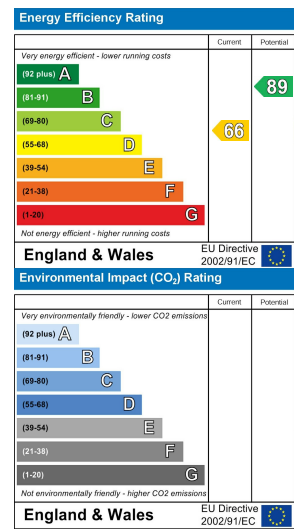 Energy Efficiency Rating
Current Potential
Very energy efficient - lower running costs
(92 plus) A
(81-91) B
89
(69-80) C
66
(55-68) D
(39-54) E
(21-38) F
(1-20) G
Not energy efficient - higher running costs
England & Wales
EU Directive
2002/91/EC
Environmental Impact (CO₂) Rating
Current Potential
Very environmentally friendly - lower CO2 emissions
(92 plus) A
(81-91) B
(69-80) C
(55-68) D
(39-54) E
(21-38) F
(1-20) G
Not environmentally friendly - higher CO2 emissions
England & Wales
EU Directive
2002/91/EC